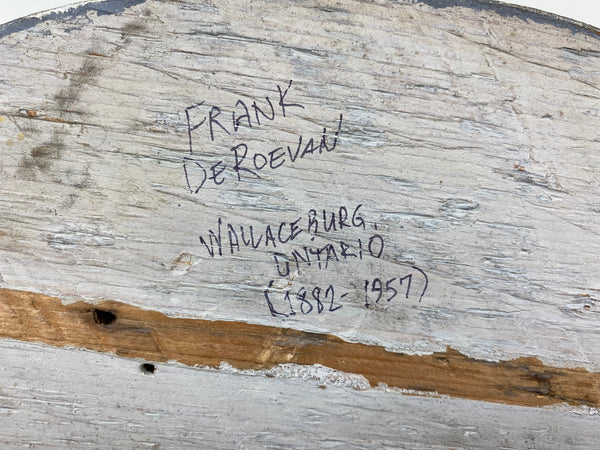 FRANK
DEROEVAN
WALLACEBURG,
ONTARIO
(1882-1957)